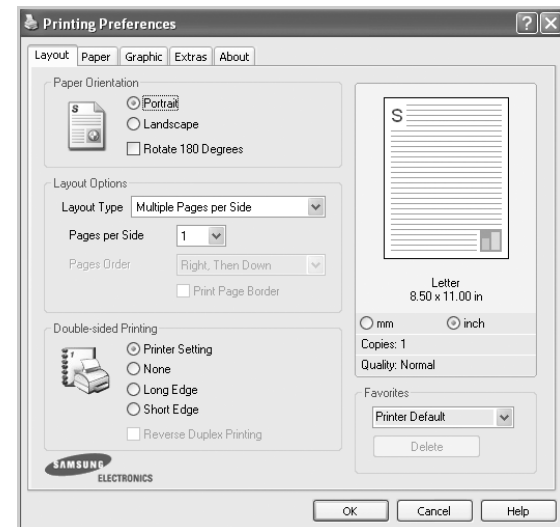 Printing Preferences
Layout Paper Graphic Extras About
Paper Orientation
S
Portrait
Landscape
Rotate 180 Degrees
Layout Options
Layout Type Multiple Pages per Side
Pages per Side 1
Pages Order Right, Then Down
Print Page Border
Double-sided Printing
Printer Setting
None
Long Edge
Short Edge
Reverse Duplex Printing
SAMSUNG
ELECTRONICS
S
Letter
8.50 x 11.00 in
mm inch
Copies: 1
Quality: Normal
Favorites
Printer Default
Delete
OK Cancel Help